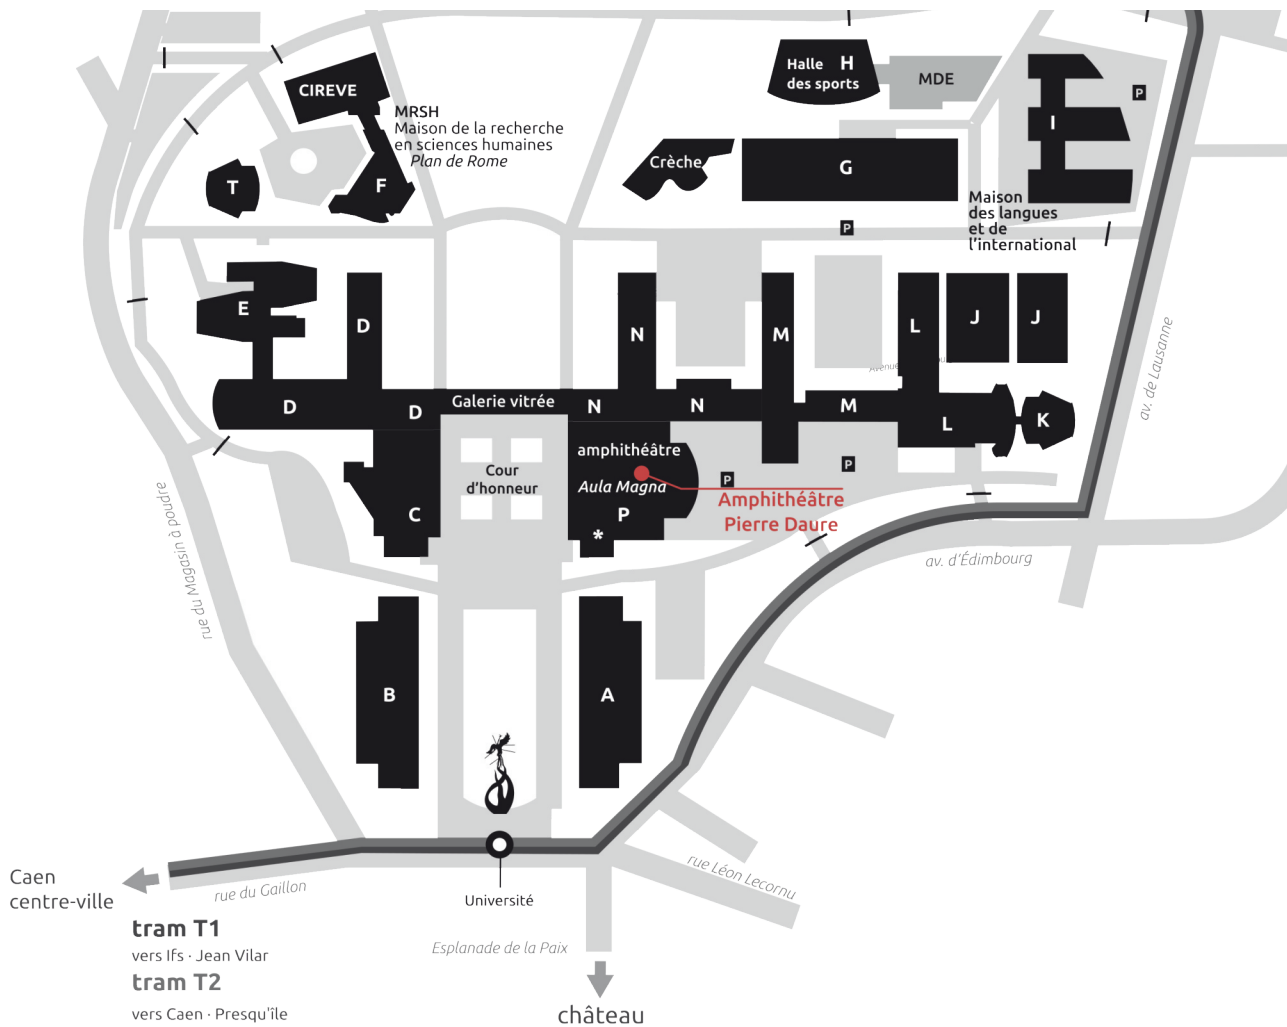 CIREVE
MRSH
Maison de la recherche
en sciences humaines
Plan de Rome
T
F
Halle H
des sports
MDE
P
I
Crèche
G
P
Maison
des langues
et de
l'international
E
D
N
M
L
J
J
Avenue
D
D
Galerie vitrée
N
N
M
L
K
av. de Lausanne
Cour
d'honneur
amphithéâtre
Aula Magna
P
*
C
P
P
Amphithéâtre
Pierre Daure
rue du Magasin à poudre
av. d'Édimbourg
B
A
Caen
centre-ville
rue du Gaillon
Université
rue Léon Lecornu
tram T1
vers Ifs · Jean Vilar
tram T2
vers Caen · Presqu'île
Esplanade de la Paix
château